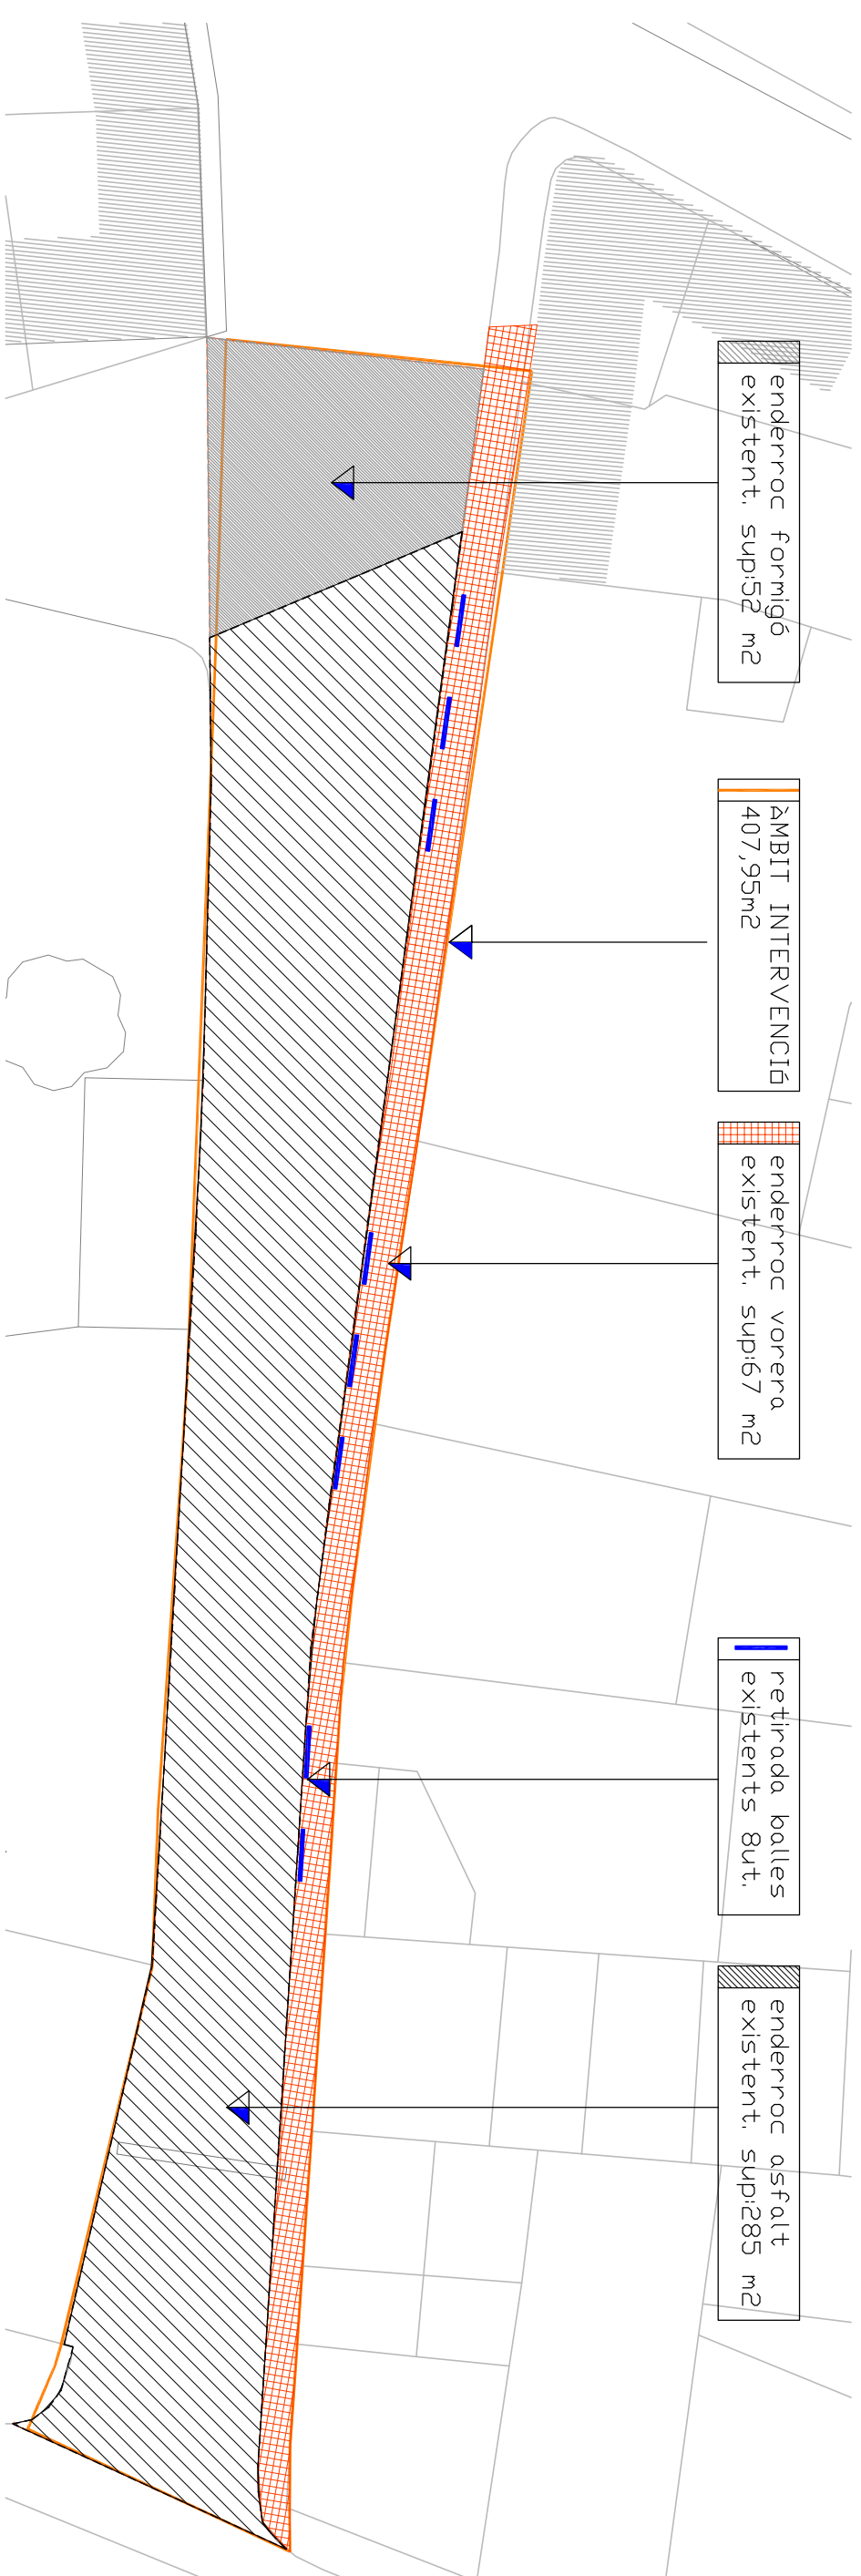 enderroc formigó
existent. sup:52 m2
ÀMBIT INTERVENCIÓ
407,95m2
enderroc vorera
existent. sup:67 m2
retirada balles
existents 8ut.
enderroc asfalt
existent. sup:285 m2